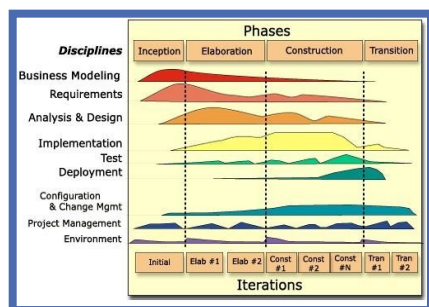 Phases
Disciplines
Inception
Elaboration
Construction
Transition
Business Modeling
Requirements
Analysis & Design
Implementation
Test
Deployment
Configuration
& Change Mgmt
Project Management
Environment
Initial
Elab #1
Elab #2
Const
#1
Const
#2
Const
#N
Tran
#1
Tran
#2
Iterations